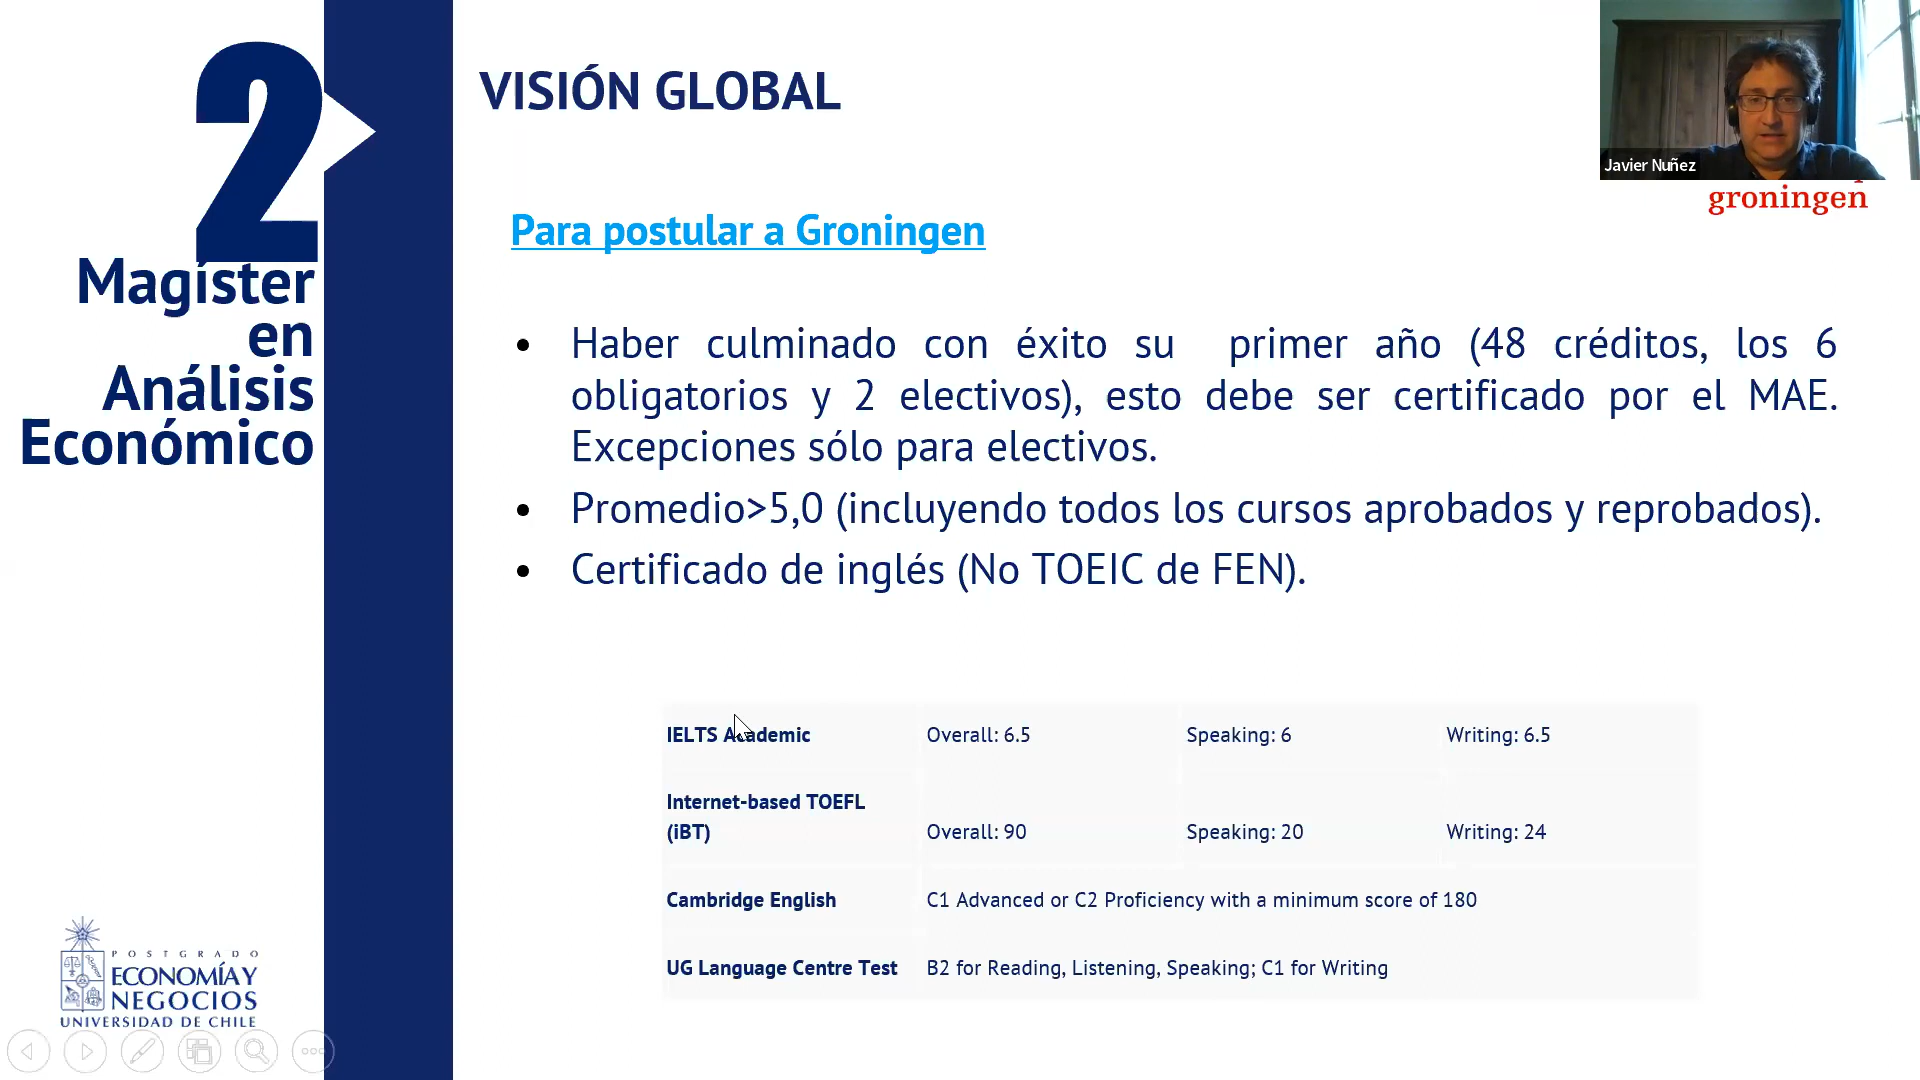 2
Magíster
en
Análisis
Económico
VISIÓN GLOBAL
Javier Nuñez
groningen
Para postular a Groningen
• Haber culminado con éxito su primer año (48 créditos, los 6
obligatorios y 2 electivos), esto debe ser certificado por el MAE.
Excepciones sólo para electivos.
• Promedio>5,0 (incluyendo todos los cursos aprobados y reprobados).
• Certificado de inglés (No TOEIC de FEN).
IELTS Academic Overall: 6.5 Speaking: 6 Writing: 6.5
Internet-based TOEFL
(iBT) Overall: 90 Speaking: 20 Writing: 24
Cambridge English C1 Advanced or C2 Proficiency with a minimum score of 180
UG Language Centre Test B2 for Reading, Listening, Speaking; C1 for Writing
POSTGRADO
ECONOMÍA Y
NEGOCIOS
UNIVERSIDAD DE CHILE